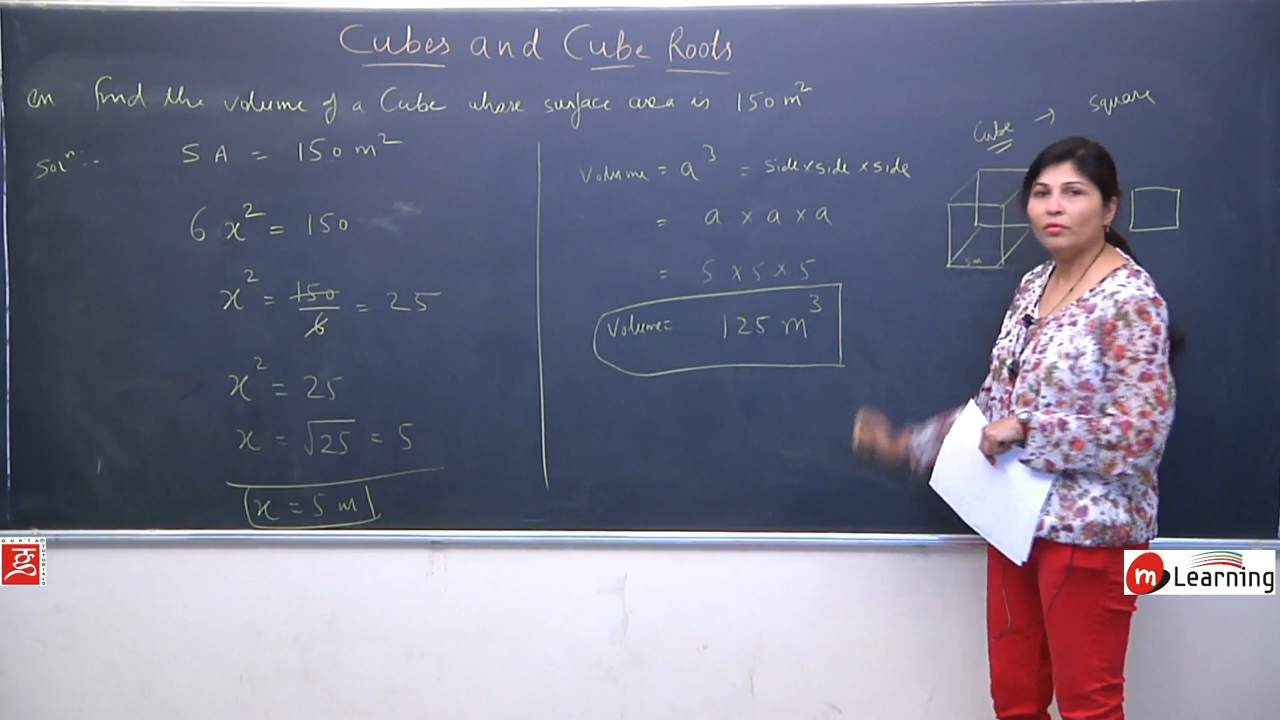 Cubes and Cube Roots
Find the volume of a Cube whose surface area is 150 m²
Solⁿ:-
S A = 150 m²
6 x² = 150
x² = 150/6 = 25
x² = 25
x = √25 = 5
x = 5 m
Volume = a³ = side × side × side
= a × a × a
= 5 × 5 × 5
Volume = 125 m³
Cube → square
5m
GUPTA TUTORIALS
m Learning